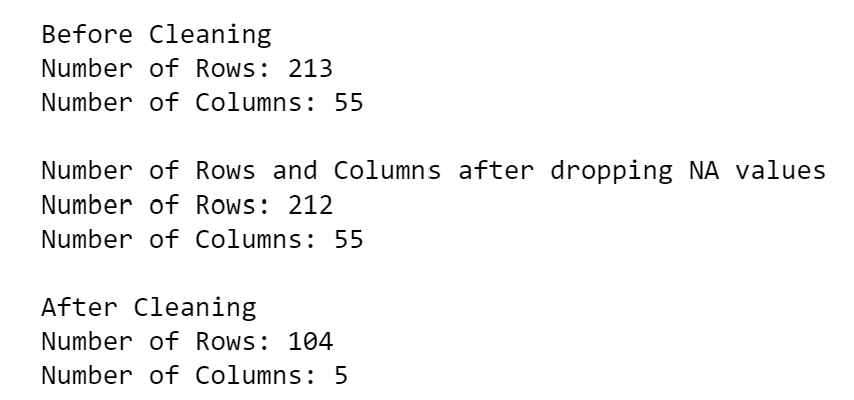 Before Cleaning
Number of Rows: 213
Number of Columns: 55
Number of Rows and Columns after dropping NA values
Number of Rows: 212
Number of Columns: 55
After Cleaning
Number of Rows: 104
Number of Columns: 5